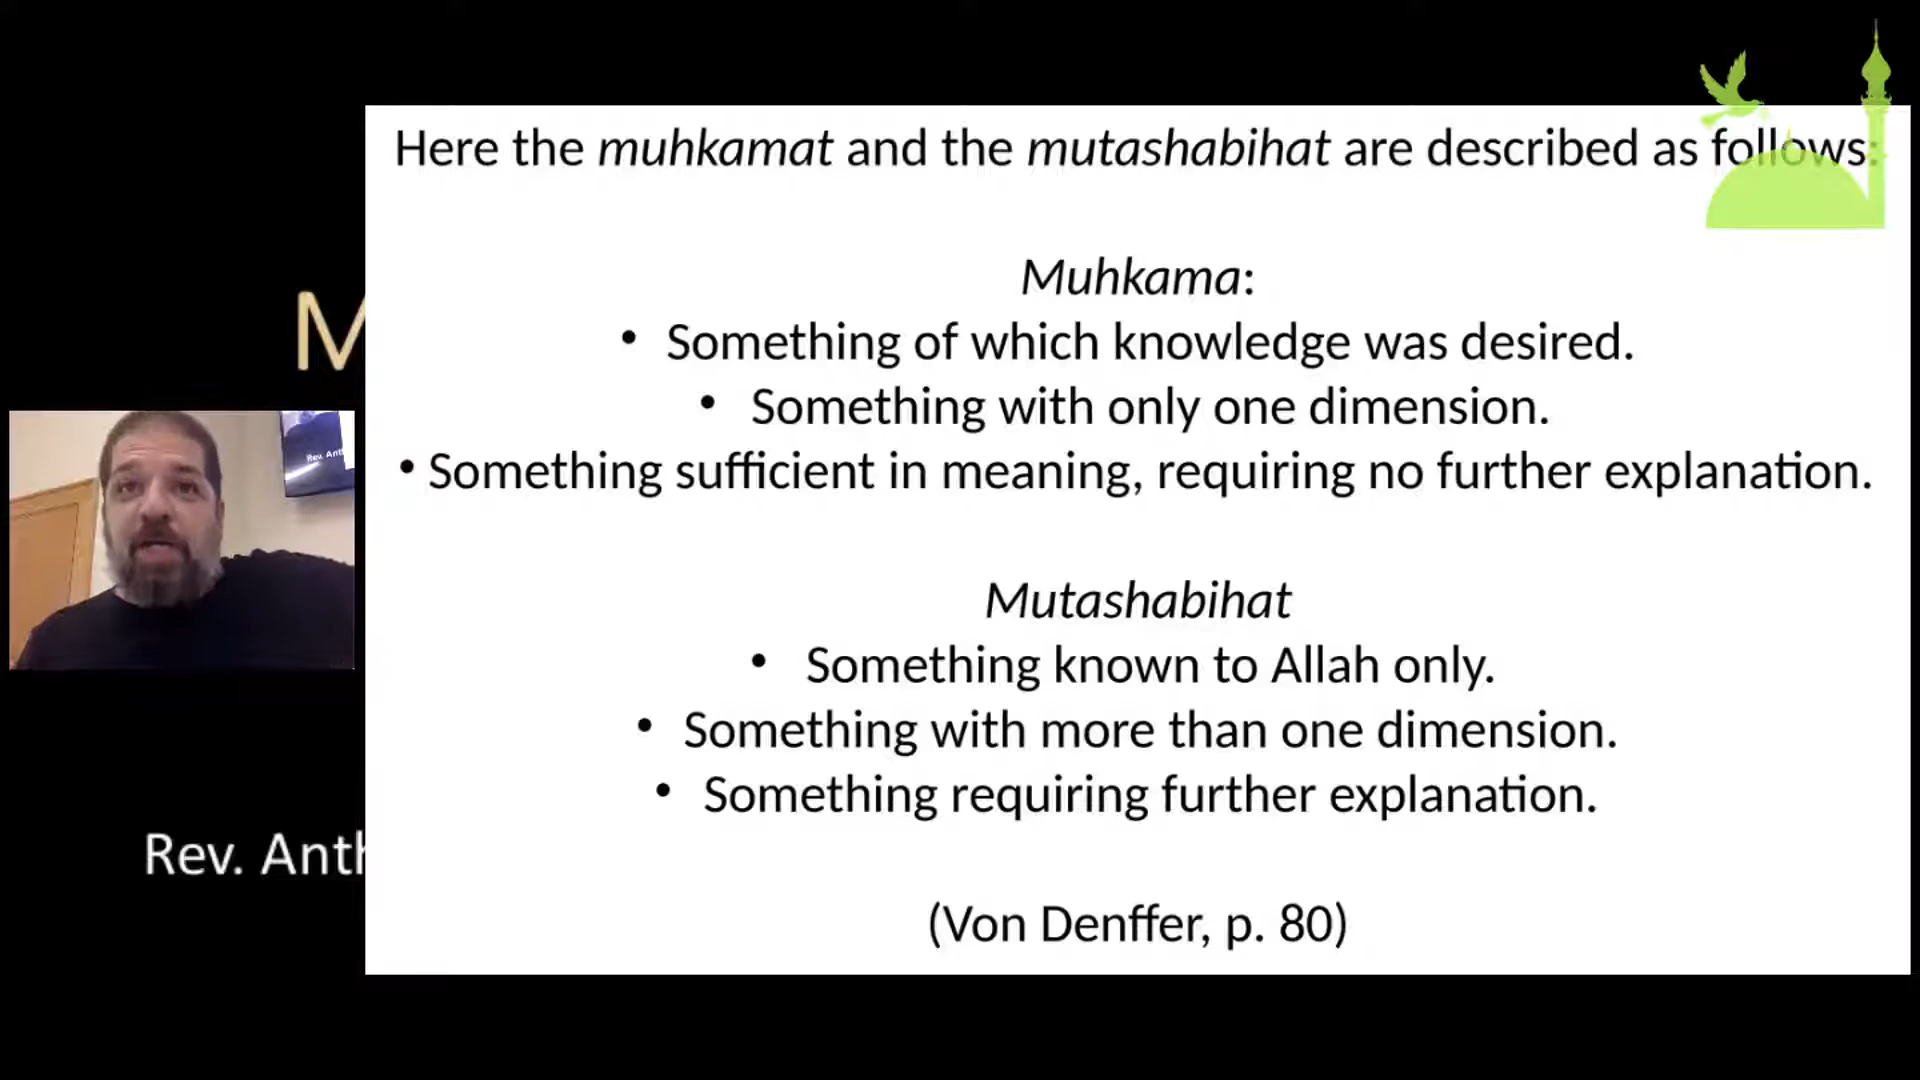 Here the muhkamat and the mutashabihat are described as follows:
Muhkama:
• Something of which knowledge was desired.
• Something with only one dimension.
• Something sufficient in meaning, requiring no further explanation.
Mutashabihat
• Something known to Allah only.
• Something with more than one dimension.
• Something requiring further explanation.
(Von Denffer, p. 80)
M
Rev. Anth
Rev. Anth